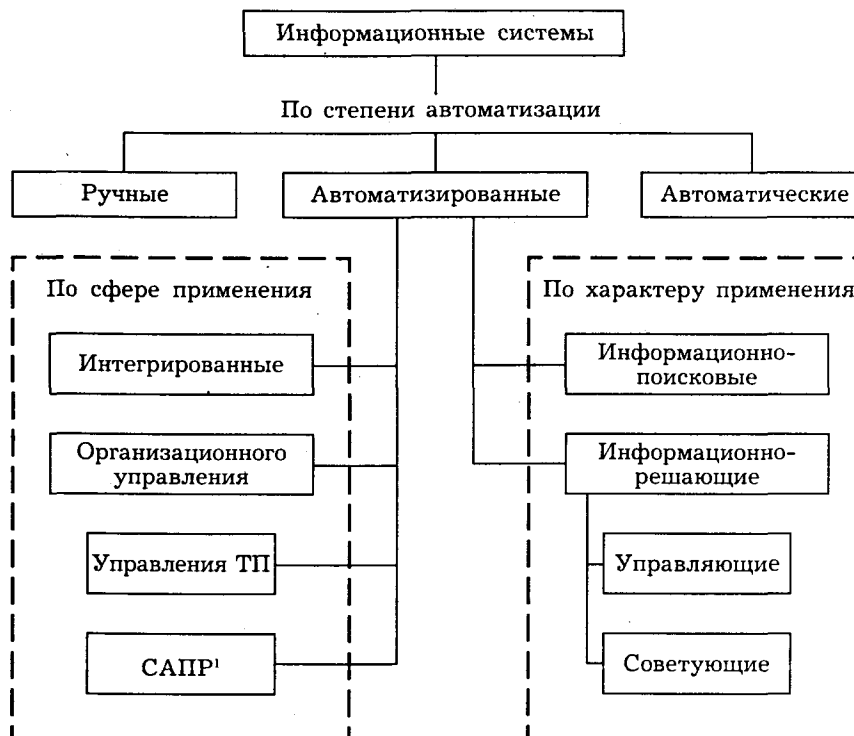 Информационные системы
По степени автоматизации
Ручные
Автоматизированные
Автоматические
По сфере применения
Интегрированные
Организационного
управления
Управления ТП
САПР¹
По характеру применения
Информационно-
поисковые
Информационно-
решающие
Управляющие
Советующие